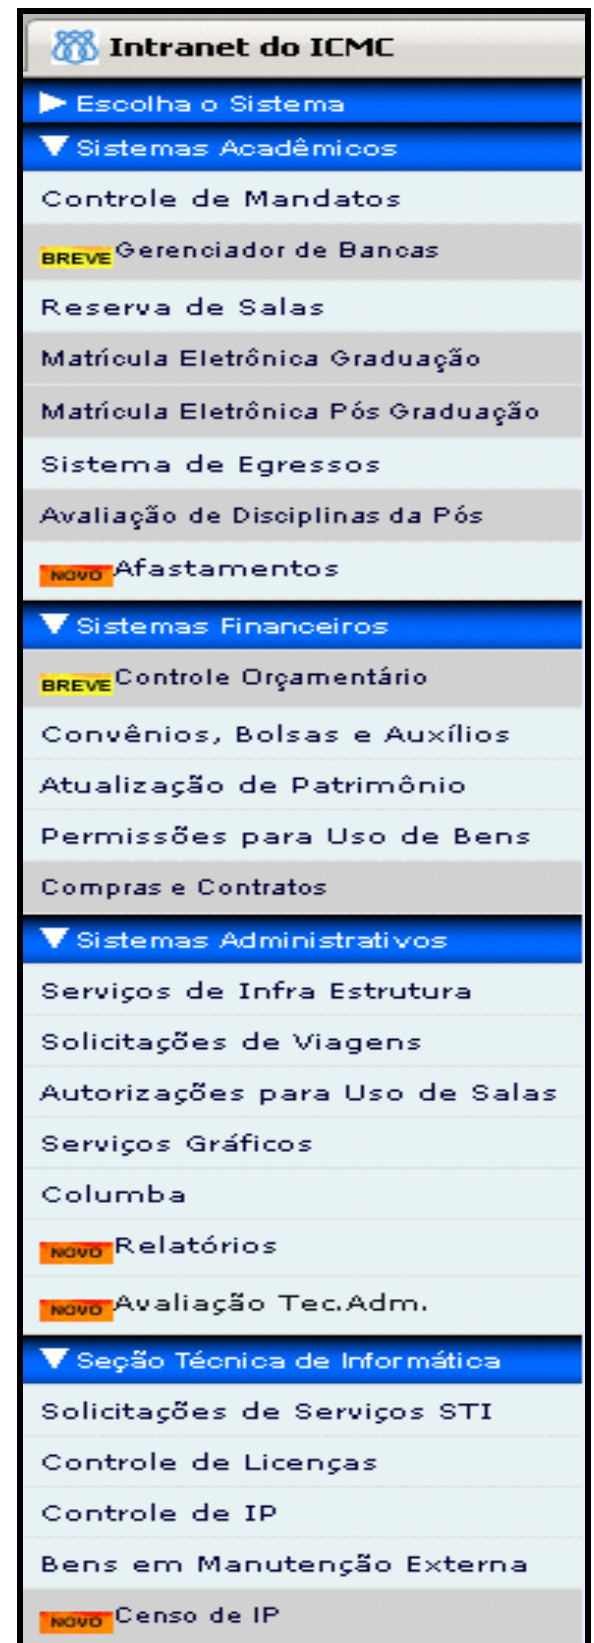 Intranet do ICMC
Escolha o Sistema
Sistemas Acadêmicos
Controle de Mandatos
BREVE Gerenciador de Bancas
Reserva de Salas
Matrícula Eletrônica Graduação
Matrícula Eletrônica Pós Graduação
Sistema de Egressos
Avaliação de Disciplinas da Pós
NOVO Afastamentos
Sistemas Financeiros
BREVE Controle Orçamentário
Convênios, Bolsas e Auxílios
Atualização de Patrimônio
Permissões para Uso de Bens
Compras e Contratos
Sistemas Administrativos
Serviços de Infra Estrutura
Solicitações de Viagens
Autorizações para Uso de Salas
Serviços Gráficos
Columba
NOVO Relatórios
NOVO Avaliação Tec.Adm.
Seção Técnica de Informática
Solicitações de Serviços STI
Controle de Licenças
Controle de IP
Bens em Manutenção Externa
NOVO Censo de IP